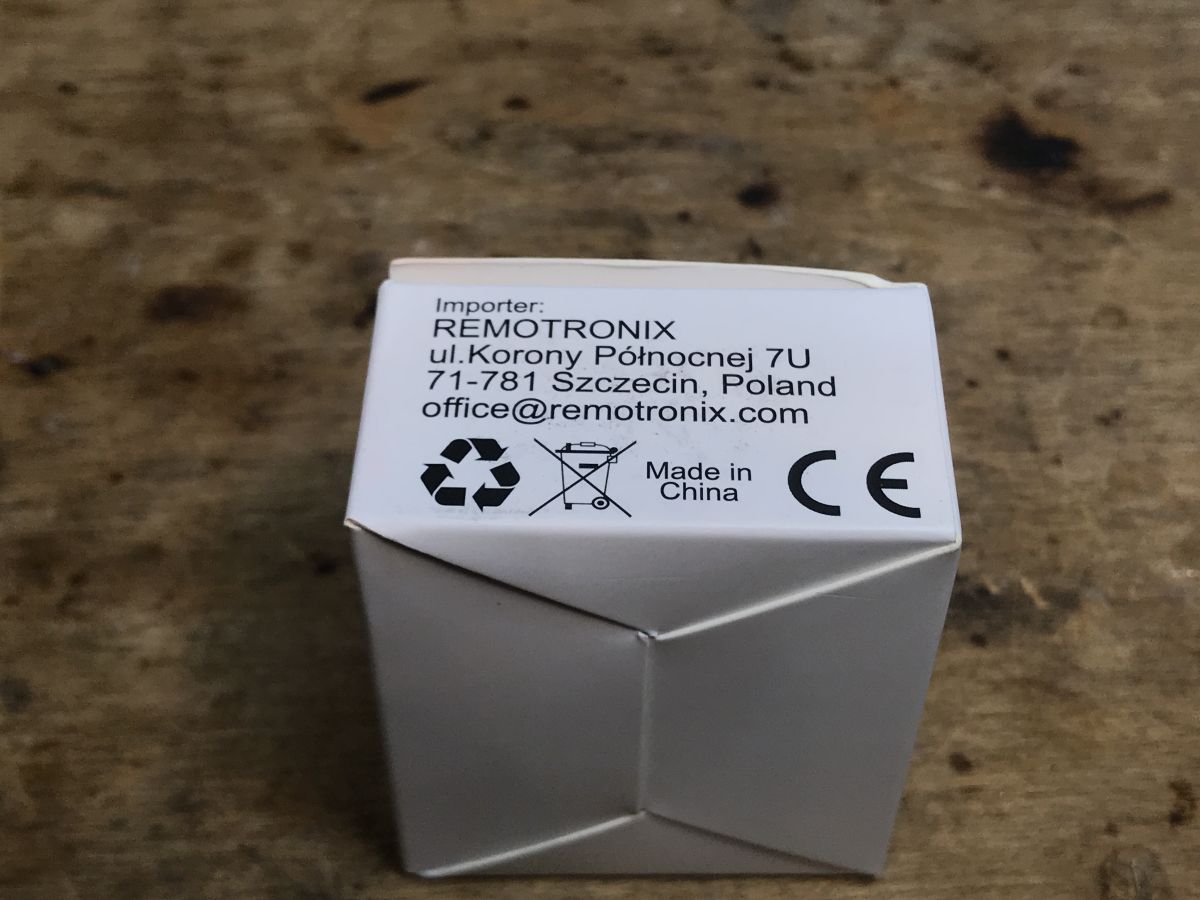 Importer:
REMOTRONIX
ul.Korony Północnej 7U
71-781 Szczecin, Poland
office@remotronix.com
Made in
China
CE